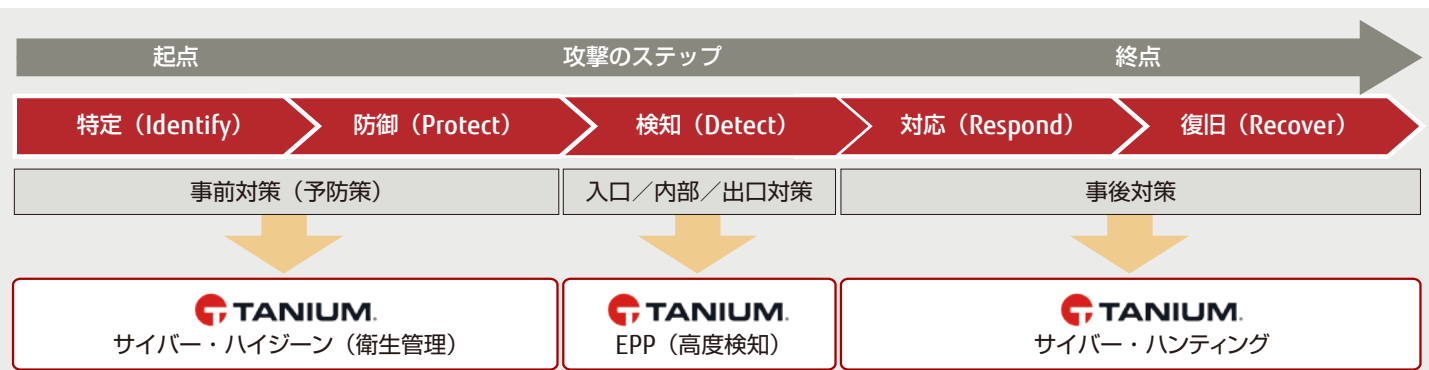 起点 攻撃のステップ 終点
特定（Identify） 防御（Protect） 検知（Detect） 対応（Respond） 復旧（Recover）
事前対策（予防策） 入口／内部／出口対策 事後対策
TANIUM. TANIUM. TANIUM.
サイバー・ハイジーン（衛生管理） EPP（高度検知） サイバー・ハンティング